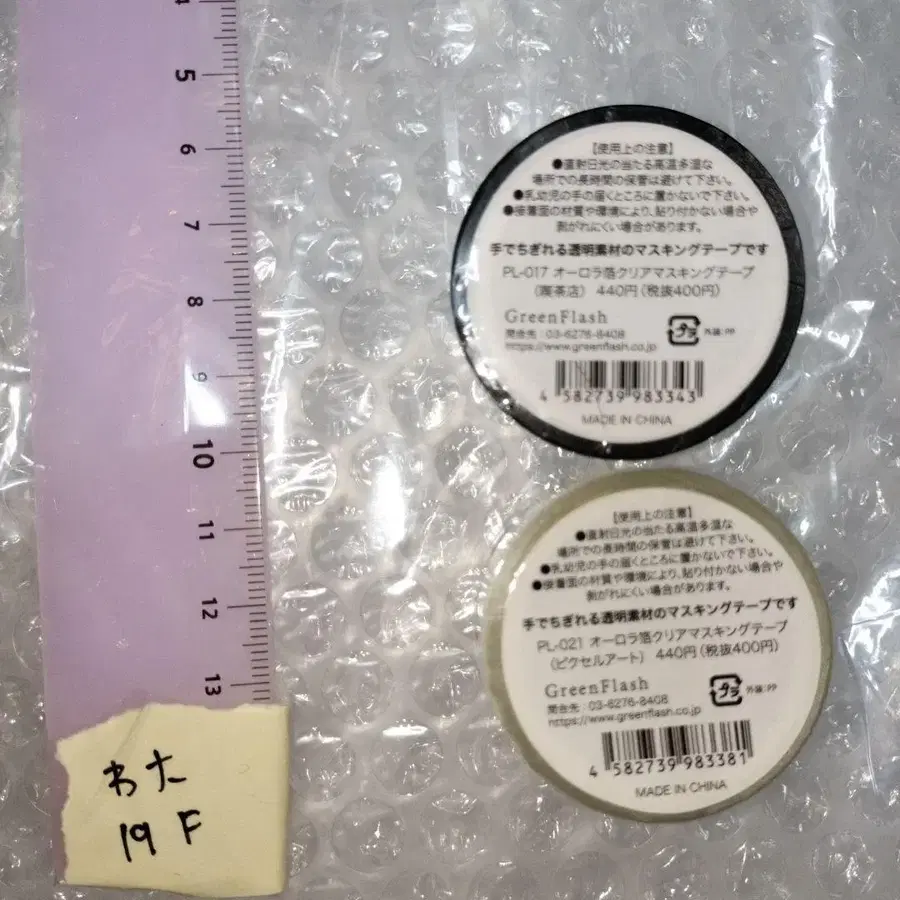 4
5
6
7
8
9
10
11
12
13
わた
19 F
【使用上の注意】
●直射日光の当たる高温多湿な
場所での長時間の保管は避けて下さい。
●乳幼児の手の届くところに置かないで下さい。
●接着面の材質や環境により、貼り付かない場合や
剥がれにくい場合があります。
手でちぎれる透明素材のマスキングテープです
PL-017 オーロラ箔クリアマスキングテープ
(喫茶店) 440円(税抜400円)
GreenFlash
問合先:03-6276-8408
https://www.greenflash.co.jp
プラ
外装:PP
4 582739 983343
MADE IN CHINA
【使用上の注意】
●直射日光の当たる高温多湿な
場所での長時間の保管は避けて下さい。
●乳幼児の手の届くところに置かないで下さい。
●接着面の材質や環境により、貼り付かない場合や
剥がれにくい場合があります。
手でちぎれる透明素材のマスキングテープです
PL-021 オーロラ箔クリアマスキングテープ
(ピクセルアート) 440円(税抜400円)
GreenFlash
問合先:03-6276-8408
https://www.greenflash.co.jp
プラ
外装:PP
4 582739 983381
MADE IN CHINA